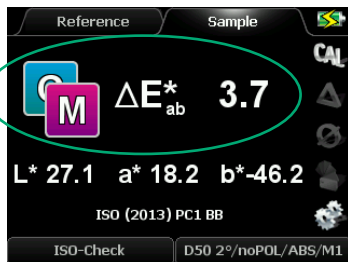 Reference Sample
CAL
C M ΔE*ab 3.7
L* 27.1 a* 18.2 b*-46.2
ISO (2013) PC1 BB
ISO-Check D50 2°/noPOL/ABS/M1